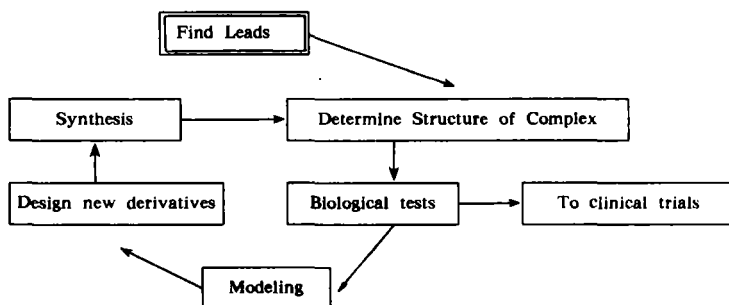 Find Leads
Synthesis
Determine Structure of Complex
Design new derivatives
Biological tests
To clinical trials
Modeling